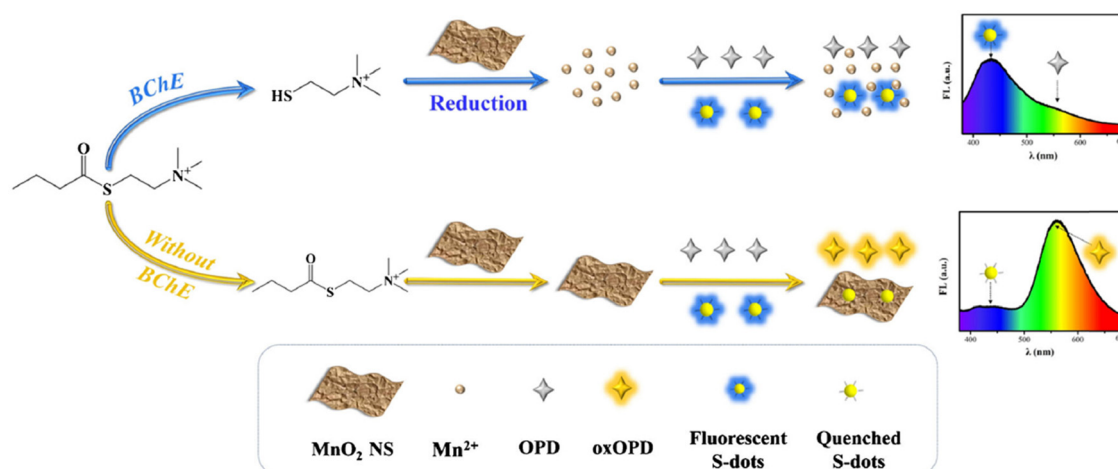 BChE
HS
N+
Reduction
FL (a.u.)
400 500 600
λ (nm)
O
S
N+
Without
BChE
O
S
N+
FL (a.u.)
400 500 600
λ (nm)
MnO₂ NS
Mn²⁺
OPD
oxOPD
Fluorescent
S-dots
Quenched
S-dots